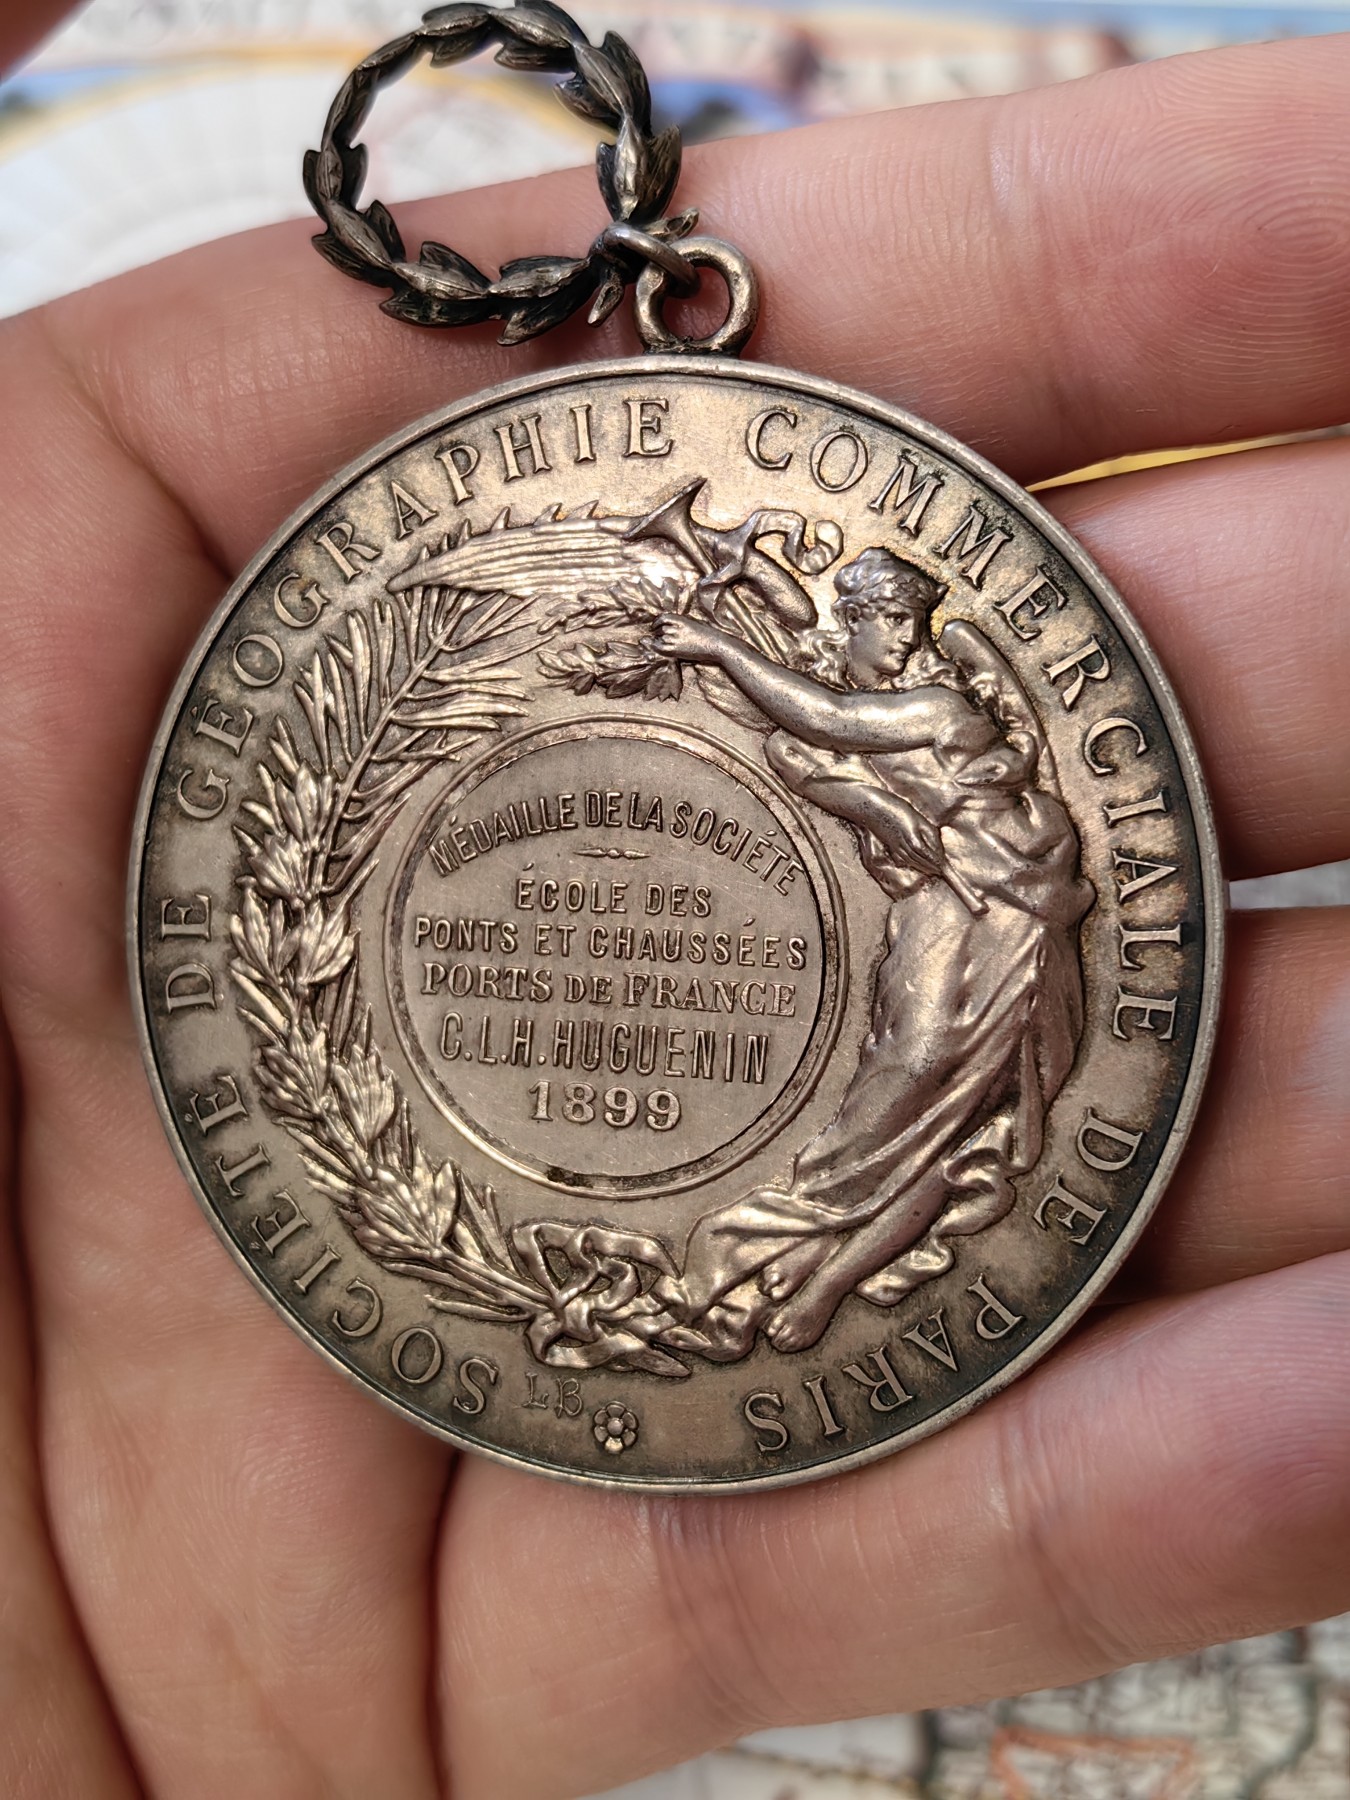 SOCIÉTÉ DE GÉOGRAPHIE COMMERCIALE DE PARIS
MÉDAILLE DE LA SOCIÉTÉ
ÉCOLE DES
PONTS ET CHAUSSÉES
PORTS DE FRANCE
C.L.H. HUGUENIN
1899
LB